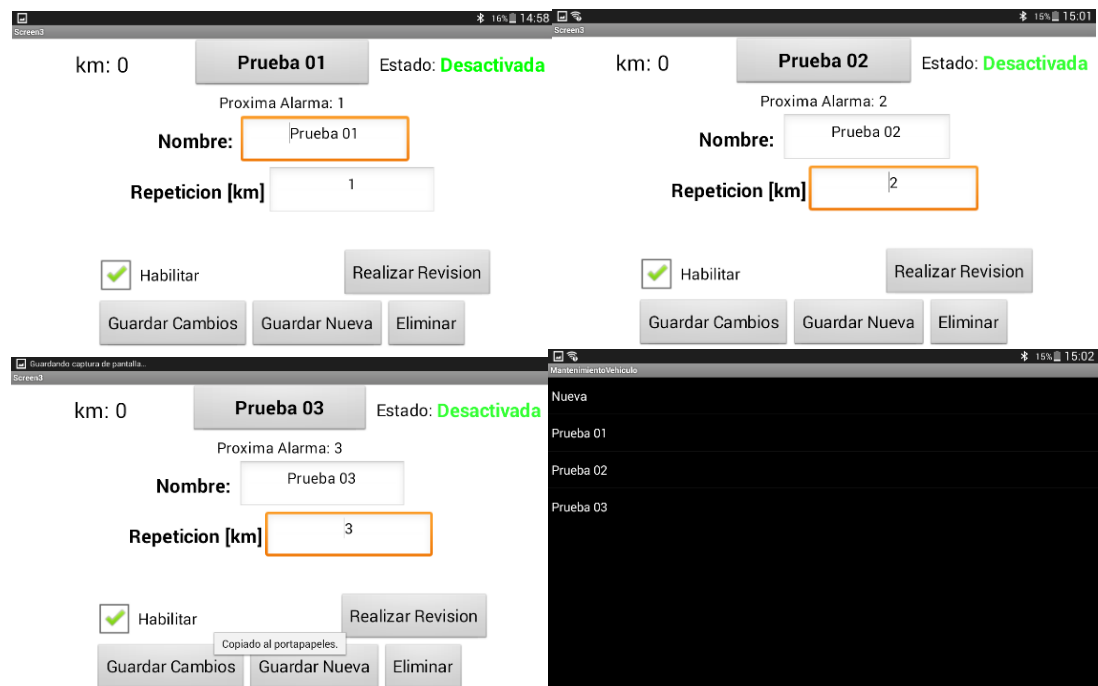 16% 14:58
Screen3
km: 0 Prueba 01 Estado: Desactivada
Proxima Alarma: 1
Nombre: Prueba 01
Repeticion [km] 1
Habilitar Realizar Revision
Guardar Cambios Guardar Nueva Eliminar
15% 15:01
Screen3
km: 0 Prueba 02 Estado: Desactivada
Proxima Alarma: 2
Nombre: Prueba 02
Repeticion [km] 2
Habilitar Realizar Revision
Guardar Cambios Guardar Nueva Eliminar
Guardando captura de pantalla...
Screen3
km: 0 Prueba 03 Estado: Desactivada
Proxima Alarma: 3
Nombre: Prueba 03
Repeticion [km] 3
Habilitar Realizar Revision
Copiado al portapapeles.
Guardar Cambios Guardar Nueva Eliminar
15% 15:02
MantenimientoVehiculo
Nueva
Prueba 01
Prueba 02
Prueba 03